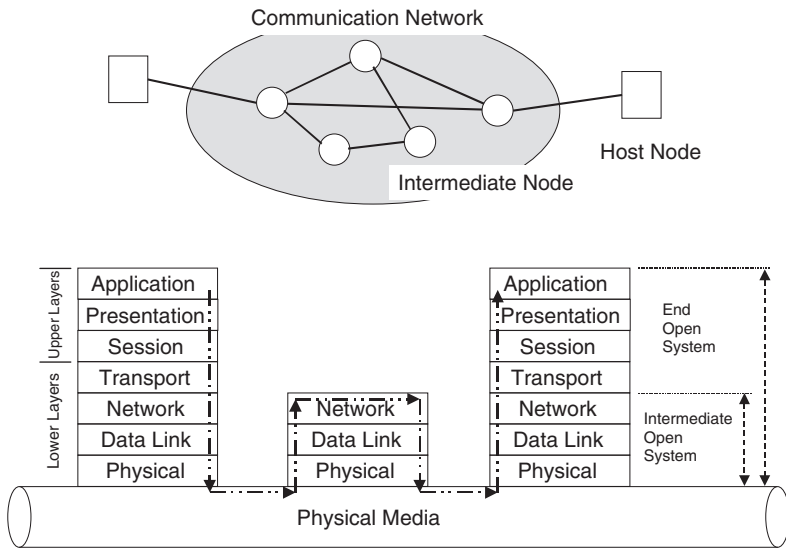 Communication Network
Host Node
Intermediate Node
Upper Layers
Lower Layers
Application
Presentation
Session
Transport
Network
Data Link
Physical
Network
Data Link
Physical
Application
Presentation
Session
Transport
Network
Data Link
Physical
End
Open
System
Intermediate
Open
System
Physical Media